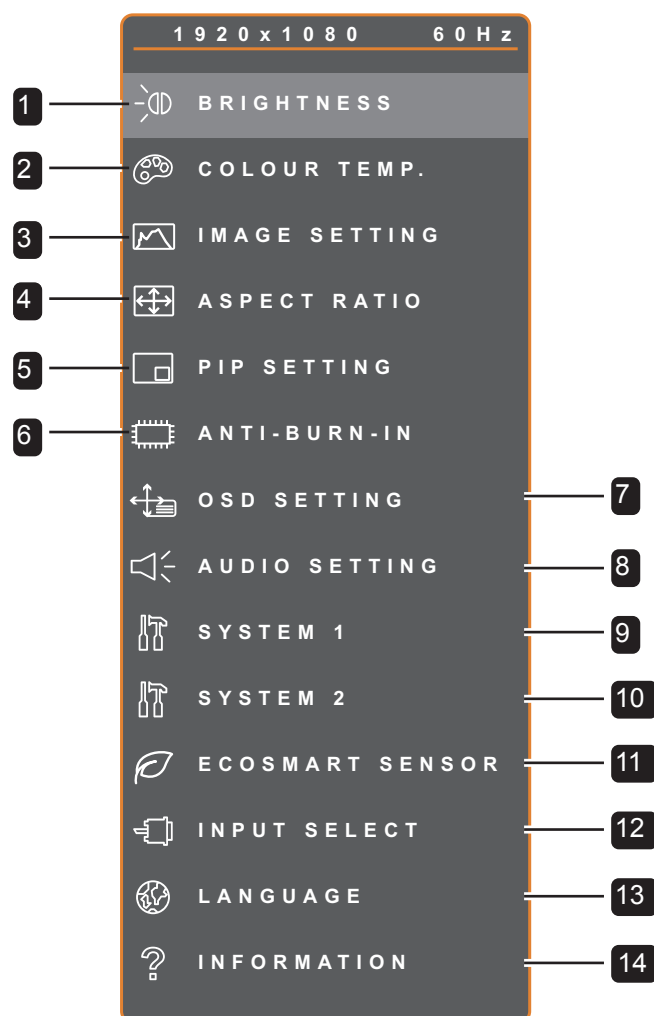 1920x1080 60Hz
1 BRIGHTNESS
2 COLOUR TEMP.
3 IMAGE SETTING
4 ASPECT RATIO
5 PIP SETTING
6 ANTI-BURN-IN
OSD SETTING 7
AUDIO SETTING 8
SYSTEM 1 9
SYSTEM 2 10
ECOSMART SENSOR 11
INPUT SELECT 12
LANGUAGE 13
INFORMATION 14